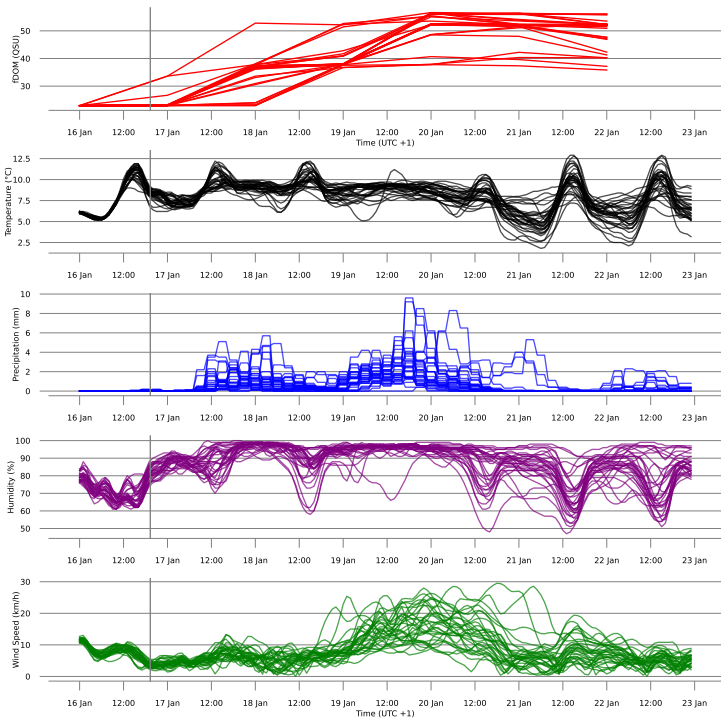 50
40
30
fDOM (QSU)
16 Jan 12:00 17 Jan 12:00 18 Jan 12:00 19 Jan 12:00 20 Jan 12:00 21 Jan 12:00 22 Jan 12:00 23 Jan
Time (UTC +1)
12.5
10.0
7.5
5.0
2.5
Temperature (°C)
16 Jan 12:00 17 Jan 12:00 18 Jan 12:00 19 Jan 12:00 20 Jan 12:00 21 Jan 12:00 22 Jan 12:00 23 Jan
10
8
6
4
2
0
Precipitation (mm)
16 Jan 12:00 17 Jan 12:00 18 Jan 12:00 19 Jan 12:00 20 Jan 12:00 21 Jan 12:00 22 Jan 12:00 23 Jan
100
90
80
70
60
50
Humidity (%)
16 Jan 12:00 17 Jan 12:00 18 Jan 12:00 19 Jan 12:00 20 Jan 12:00 21 Jan 12:00 22 Jan 12:00 23 Jan
30
20
10
0
Wind Speed (km/h)
16 Jan 12:00 17 Jan 12:00 18 Jan 12:00 19 Jan 12:00 20 Jan 12:00 21 Jan 12:00 22 Jan 12:00 23 Jan
Time (UTC +1)